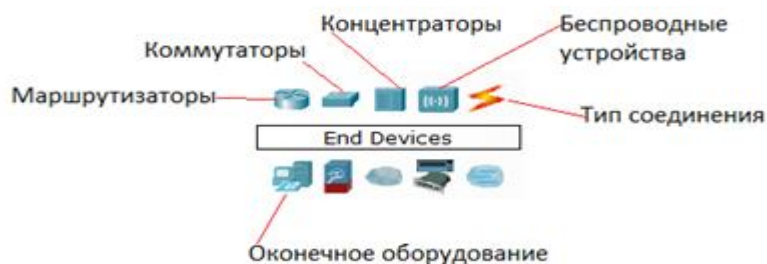 Концентраторы
Беспроводные
устройства
Коммутаторы
Маршрутизаторы
Тип соединения
End Devices
Оконечное оборудование